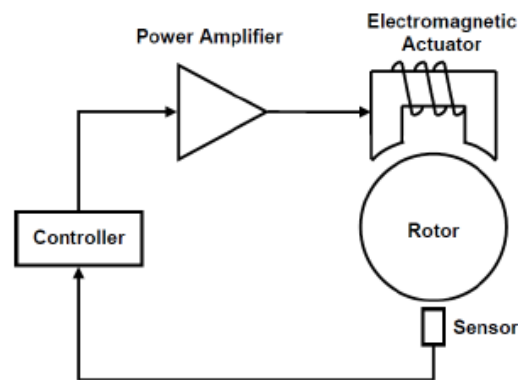 Electromagnetic
Actuator
Power Amplifier
Controller
Rotor
Sensor